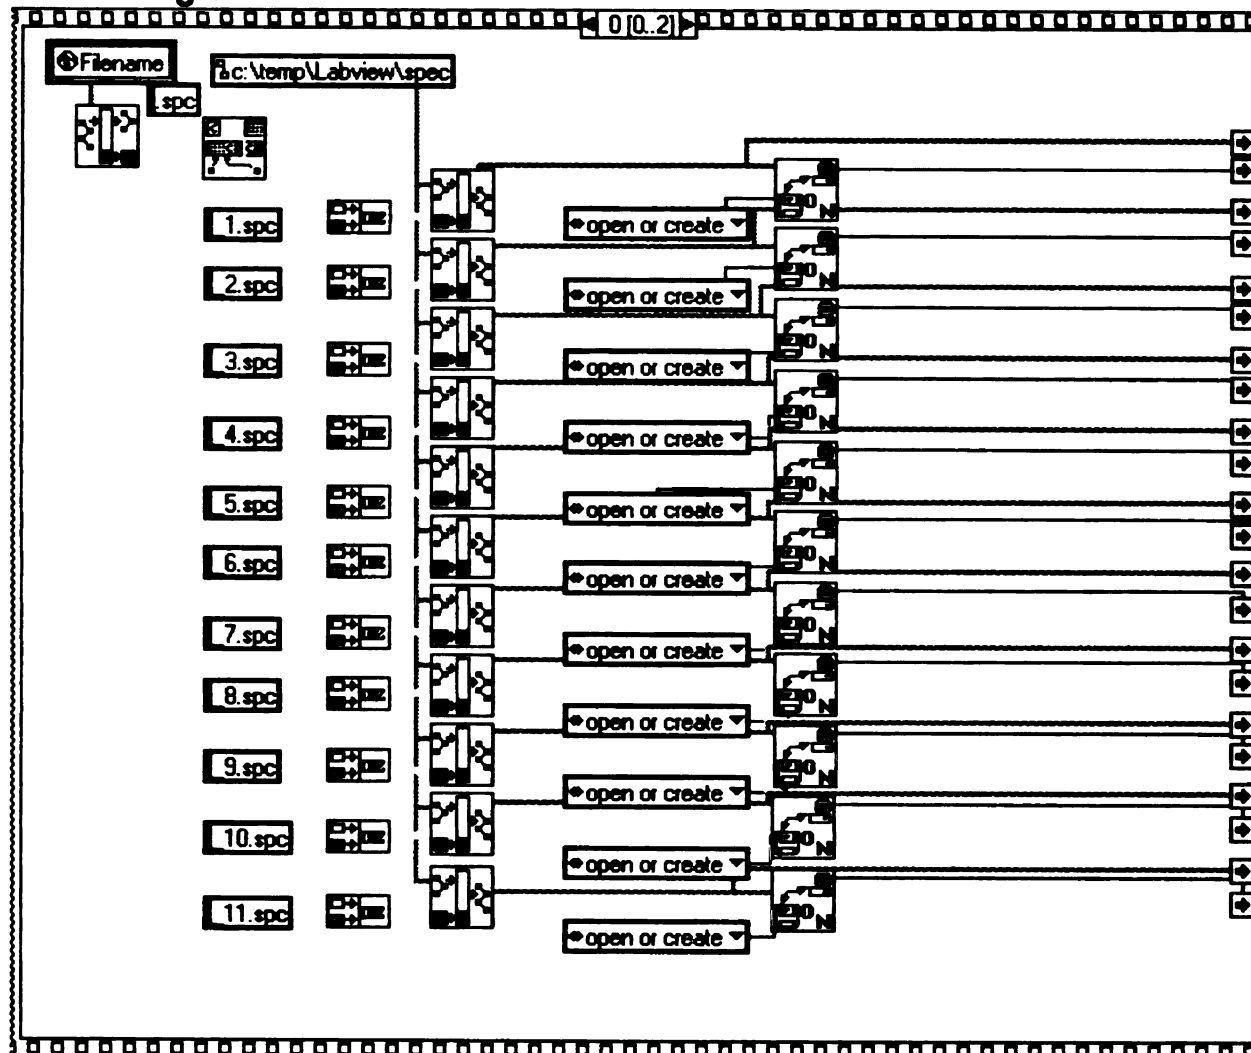 0 [0..2]
Filename
c:\temp\Labview\spec
.spc
1.spc
open or create
2.spc
open or create
3.spc
open or create
4.spc
open or create
5.spc
open or create
6.spc
open or create
7.spc
open or create
8.spc
open or create
9.spc
open or create
10.spc
open or create
11.spc
open or create